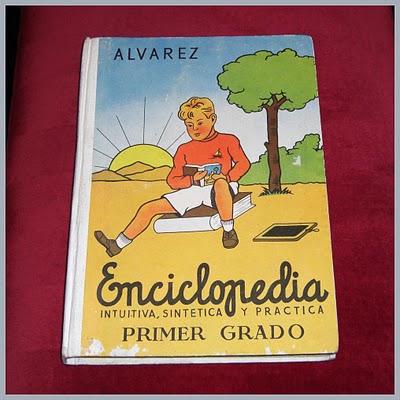 ALVAREZ
Enciclopedia
INTUITIVA, SINTETICA Y PRACTICA
PRIMER GRADO